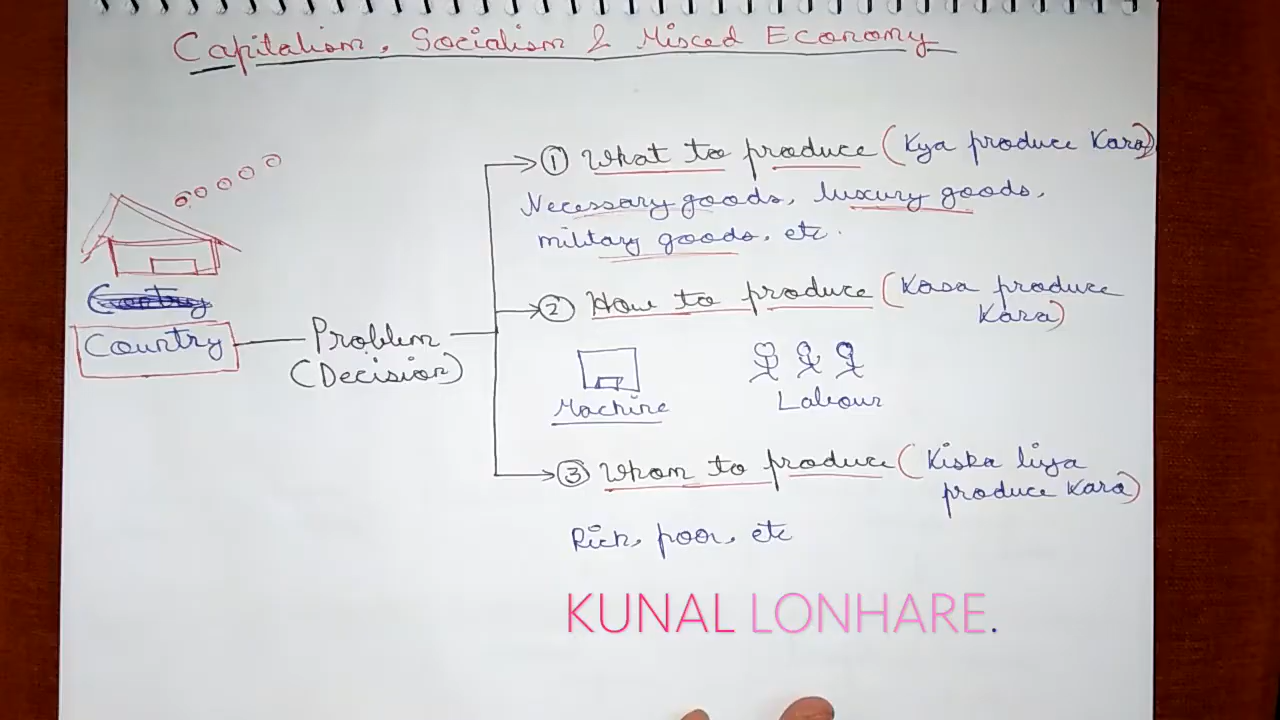 Capitalism, Socialism & Mixed Economy
① What to produce (Kya produce Kara)
Necessary goods, luxury goods,
military goods, etc.
Country
Problem
(Decision)
② How to produce (Kasa produce
Kara)
Machine
Labour
③ Whom to produce (Kiska liya
produce Kara)
Rich, poor, etc
KUNAL LONHARE.